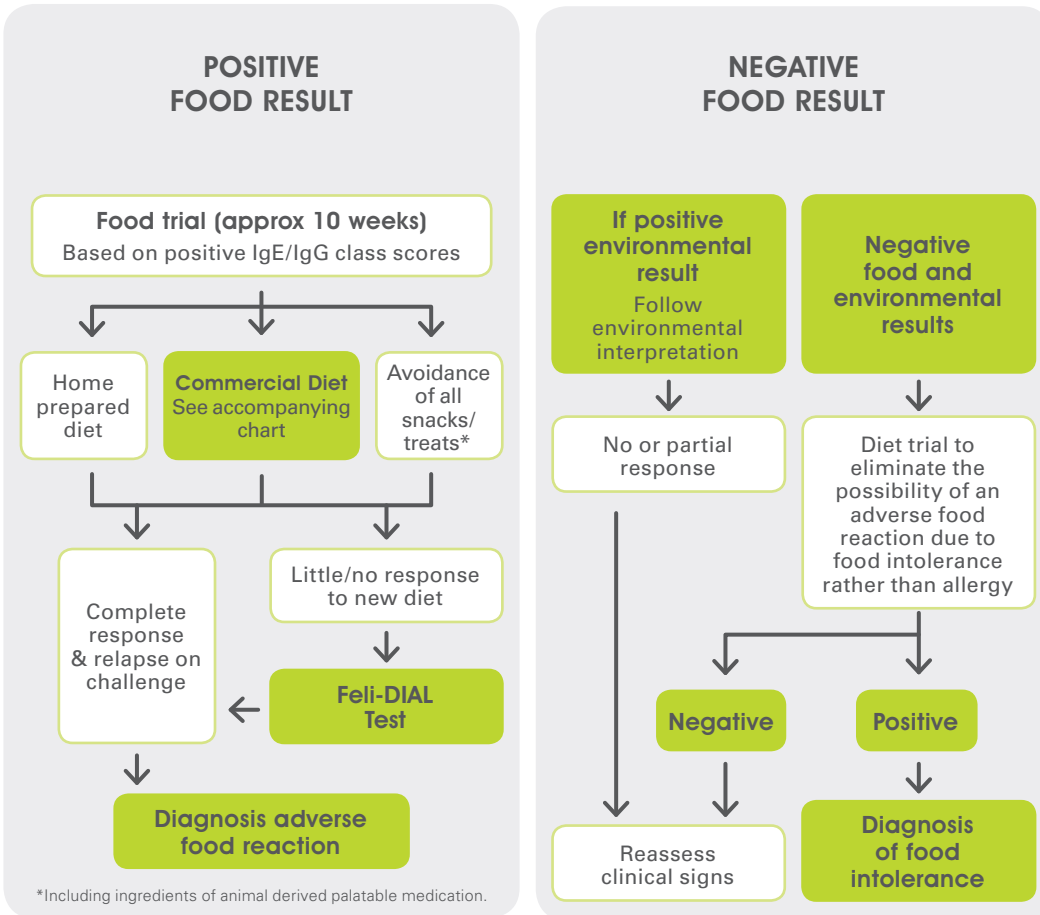 POSITIVE
FOOD RESULT
Food trial (approx 10 weeks)
Based on positive IgE/IgG class scores
Home
prepared
diet
Commercial Diet
See accompanying
chart
Avoidance
of all
snacks/
treats*
Complete
response
& relapse on
challenge
Little/no response
to new diet
Feli-DIAL
Test
Diagnosis adverse
food reaction
*Including ingredients of animal derived palatable medication.
NEGATIVE
FOOD RESULT
If positive
environmental
result
Follow
environmental
interpretation
Negative
food and
environmental
results
No or partial
response
Diet trial to
eliminate the
possibility of an
adverse food
reaction due to
food intolerance
rather than allergy
Negative
Positive
Reassess
clinical signs
Diagnosis
of food
intolerance